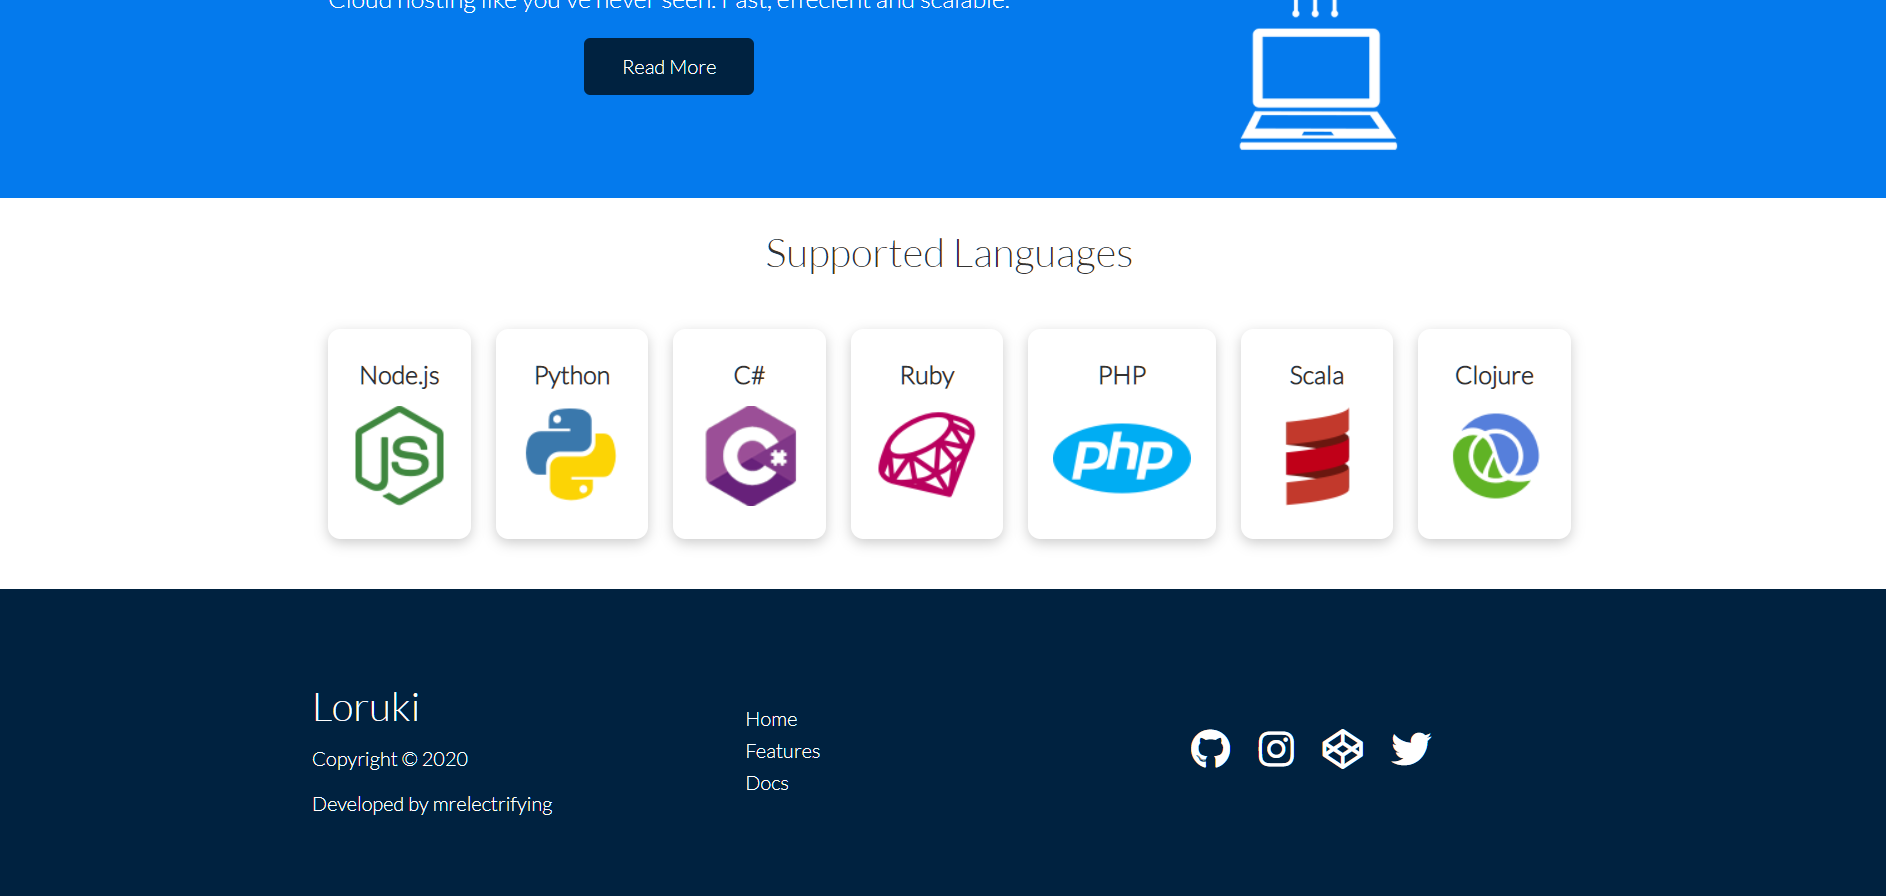 Cloud hosting like you've never seen. Fast, effecient and scalable.
Read More
Supported Languages
Node.js
Python
C#
Ruby
PHP
Scala
Clojure
JS
C#
php
Loruki
Copyright © 2020
Developed by mrelectrifying
Home
Features
Docs